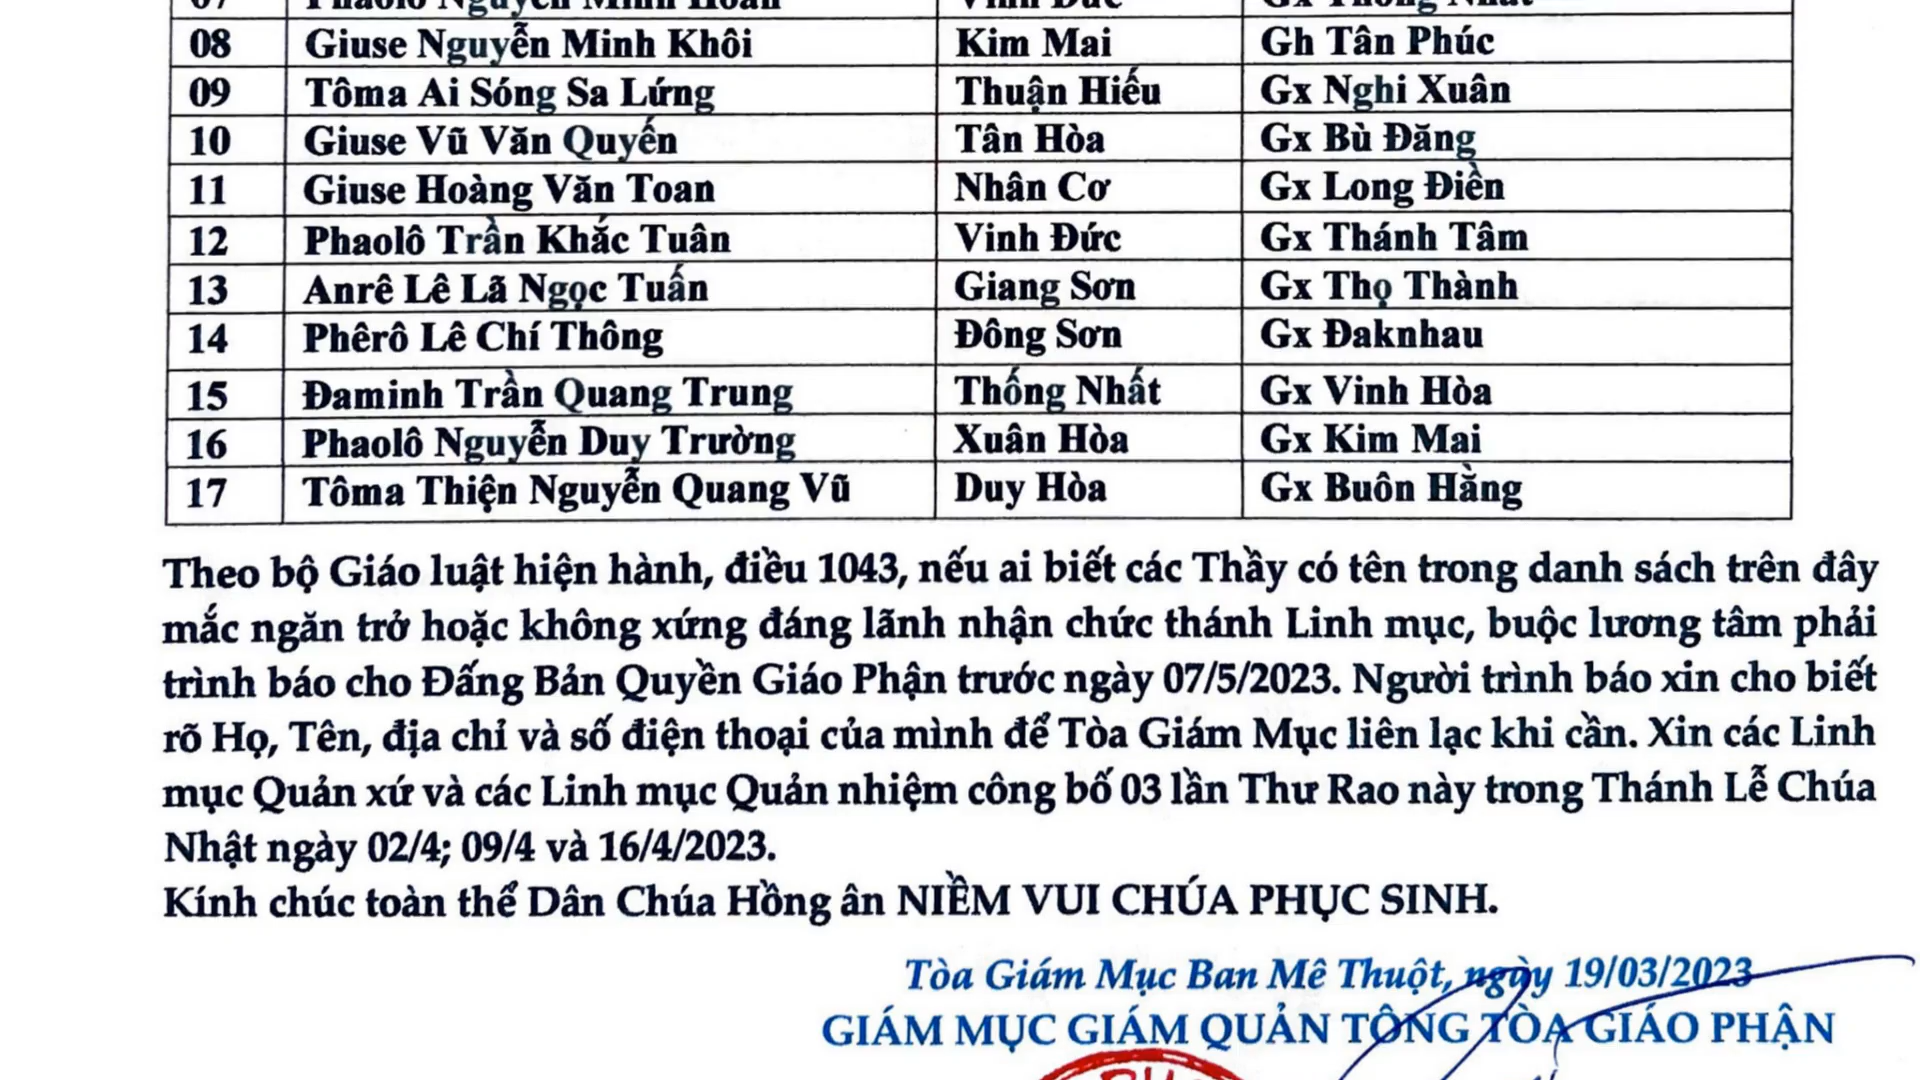 08 Giuse Nguyễn Minh Khôi Kim Mai Gh Tân Phúc
09 Tôma Ai Sóng Sa Lứng Thuận Hiếu Gx Nghi Xuân
10 Giuse Vũ Văn Quyến Tân Hòa Gx Bù Đăng
11 Giuse Hoàng Văn Toan Nhân Cơ Gx Long Điền
12 Phaolô Trần Khắc Tuân Vinh Đức Gx Thánh Tâm
13 Anrê Lê Lã Ngọc Tuấn Giang Sơn Gx Thọ Thành
14 Phêrô Lê Chí Thông Đông Sơn Gx Đaknhau
15 Đaminh Trần Quang Trung Thống Nhất Gx Vinh Hòa
16 Phaolô Nguyễn Duy Trường Xuân Hòa Gx Kim Mai
17 Tôma Thiện Nguyễn Quang Vũ Duy Hòa Gx Buôn Hằng
Theo bộ Giáo luật hiện hành, điều 1043, nếu ai biết các Thầy có tên trong danh sách trên đây
mắc ngăn trở hoặc không xứng đáng lãnh nhận chức thánh Linh mục, buộc lương tâm phải
trình báo cho Đấng Bản Quyền Giáo Phận trước ngày 07/5/2023. Người trình báo xin cho biết
rõ Họ, Tên, địa chỉ và số điện thoại của mình để Tòa Giám Mục liên lạc khi cần. Xin các Linh
mục Quản xứ và các Linh mục Quản nhiệm công bố 03 lần Thư Rao này trong Thánh Lễ Chúa
Nhật ngày 02/4; 09/4 và 16/4/2023.
Kính chúc toàn thể Dân Chúa Hồng ân NIỀM VUI CHÚA PHỤC SINH.
Tòa Giám Mục Ban Mê Thuột, ngày 19/03/2023
GIÁM MỤC GIÁM QUẢN TÔNG TÒA GIÁO PHẬN